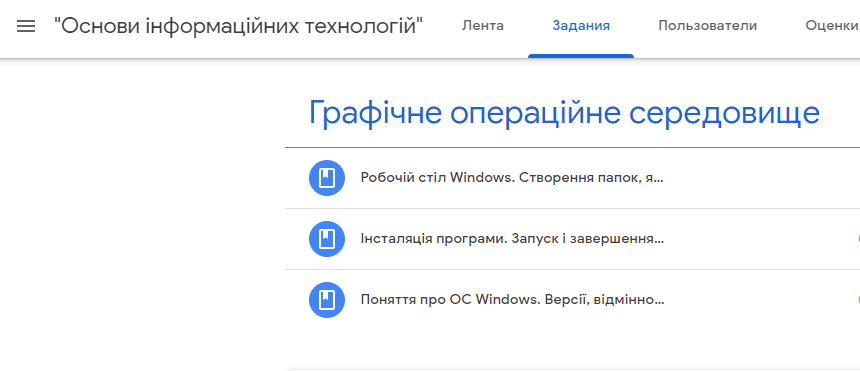 "Основи інформаційних технологій" Лента Задания Пользователи Оценки
Графічне операційне середовище
Робочій стіл Windows. Створення папок, я...
Інсталяція програми. Запуск і завершення...
Поняття про ОС Windows. Версії, відмінно...